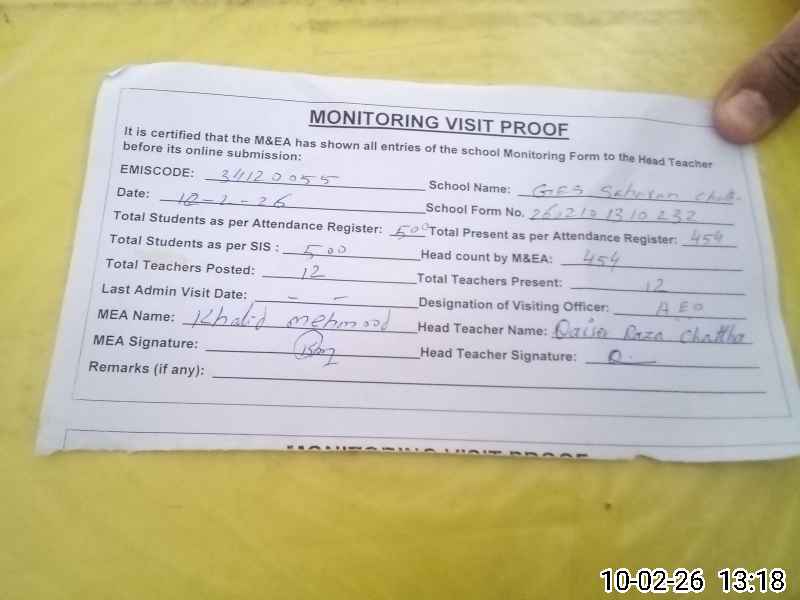 MONITORING VISIT PROOF
It is certified that the M&EA has shown all entries of the school Monitoring Form to the Head Teacher
before its online submission:
EMISCODE: 34120055 School Name: GES Saharan Chatt.
Date: 10-2-26 School Form No. 26210 1310 232
Total Students as per Attendance Register: 500 Total Present as per Attendance Register: 454
Total Students as per SIS : 500 Head count by M&EA: 454
Total Teachers Posted: 12 Total Teachers Present: 12
Last Admin Visit Date: - - Designation of Visiting Officer: AEO
MEA Name: Khalid mehmood Head Teacher Name: Qaiser Raza Chattha
MEA Signature: Head Teacher Signature:
Remarks (if any):
MONITORING VISIT PROOF
10-02-26 13:18